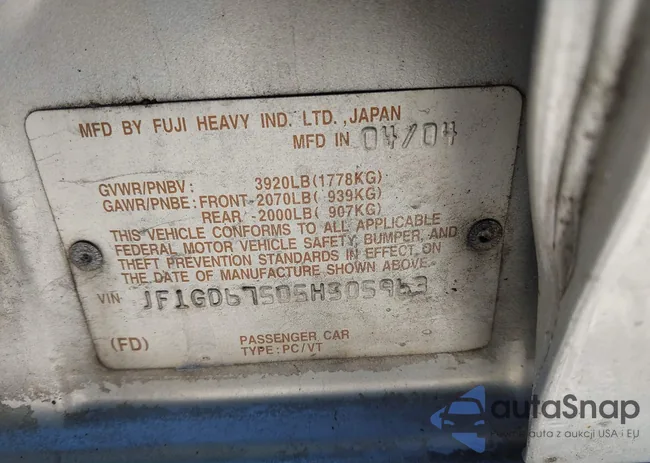 MFD BY FUJI HEAVY IND. LTD.,JAPAN
MFD IN 04/04
GVWR/PNBV: 3920LB(1778KG)
GAWR/PNBE: FRONT-2070LB( 939KG)
REAR -2000LB( 907KG)
THIS VEHICLE CONFORMS TO ALL APPLICABLE
FEDERAL MOTOR VEHICLE SAFETY, BUMPER, AND
THEFT PREVENTION STANDARDS IN EFFECT ON
THE DATE OF MANUFACTURE SHOWN ABOVE.
VIN JF1GD67505H505963
(FD) PASSENGER CAR
TYPE: PC/VT
autaSnap
auta z aukcji USA i EU